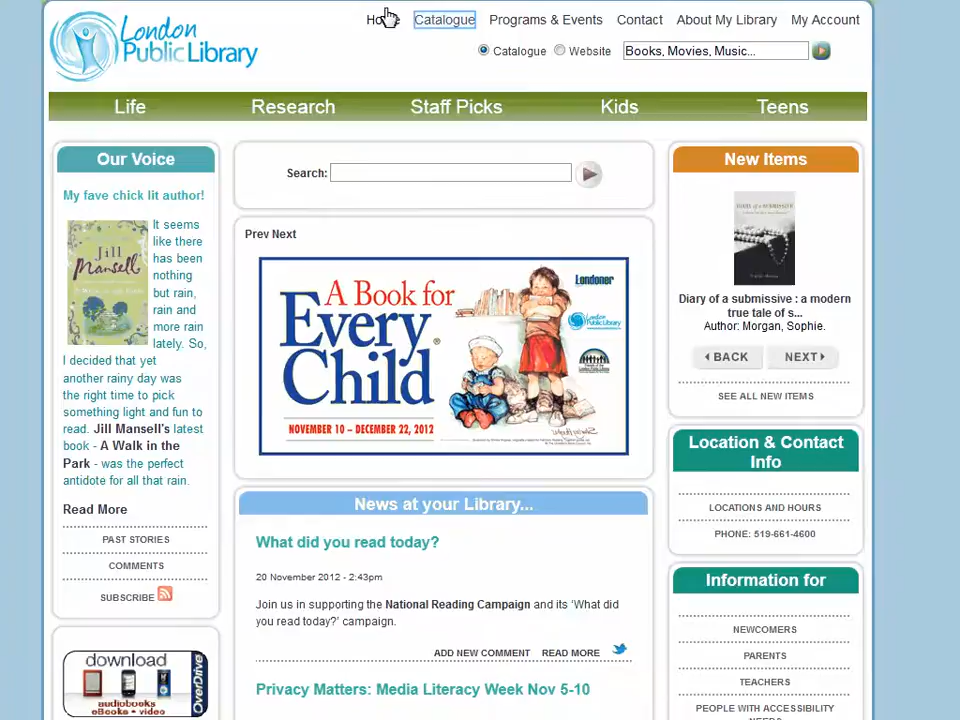 London
Public Library
Home
Catalogue
Programs & Events
Contact
About My Library
My Account
Catalogue
Website
Books, Movies, Music...
Life
Research
Staff Picks
Kids
Teens
Our Voice
My fave chick lit author!
Jill
Mansell
It seems
like there
has been
nothing
but rain,
rain and
more rain
lately. So,
I decided that yet
another rainy day was
the right time to pick
something light and fun to
read. Jill Mansell's latest
book - A Walk in the
Park - was the perfect
antidote for all that rain.
Read More
PAST STORIES
COMMENTS
SUBSCRIBE
download
audiobooks
eBooks • video
OverDrive
Search:
Prev Next
A Book for
Every
Child®
NOVEMBER 10 – DECEMBER 22, 2012
Londoner
London
Public Library
News at your Library...
What did you read today?
20 November 2012 - 2:43pm
Join us in supporting the National Reading Campaign and its ‘What did
you read today?’ campaign.
ADD NEW COMMENT
READ MORE
Privacy Matters: Media Literacy Week Nov 5-10
New Items
Diary of a submissive : a modern
true tale of s...
Author: Morgan, Sophie.
BACK
NEXT
SEE ALL NEW ITEMS
Location & Contact
Info
LOCATIONS AND HOURS
PHONE: 519-661-4600
Information for
NEWCOMERS
PARENTS
TEACHERS
PEOPLE WITH ACCESSIBILITY